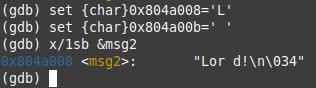 (gdb) set {char}0x804a008='L'
(gdb) set {char}0x804a00b=' '
(gdb) x/1sb &msg2
0x804a008 <msg2>: "Lor d!\n\034"
(gdb)